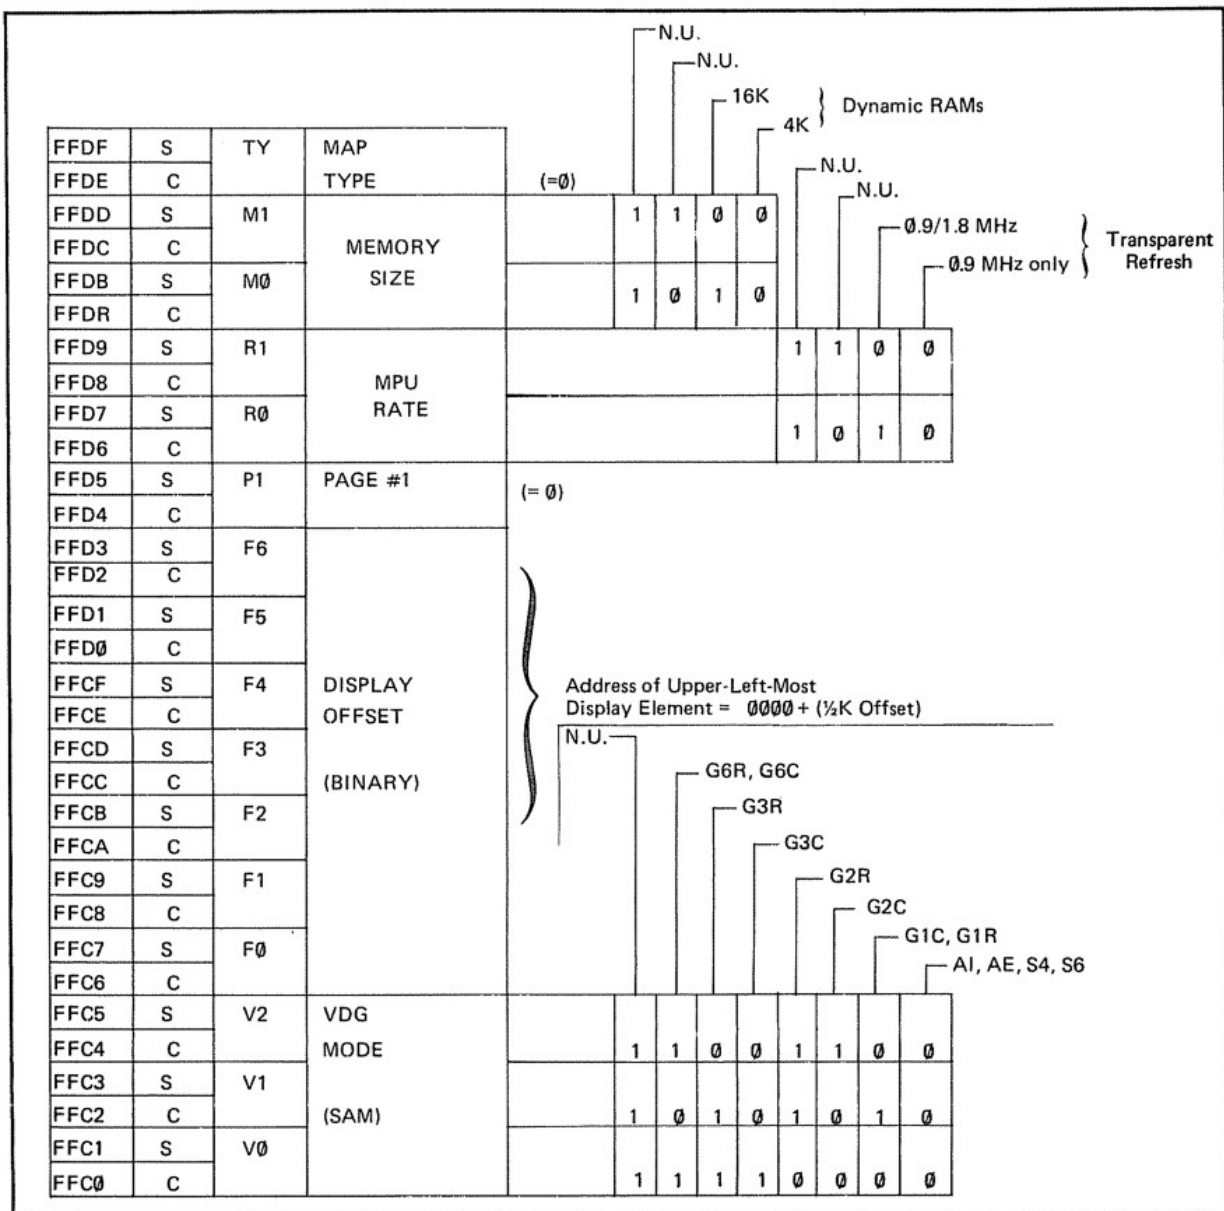 N.U.
N.U.
16K
4K
Dynamic RAMs
N.U.
N.U.
0.9/1.8 MHz
0.9 MHz only
Transparent
Refresh
FFDF S TY MAP
FFDE C TYPE (=Ø)
FFDD S M1 1 1 Ø Ø
FFDC C MEMORY
FFDB S MØ SIZE 1 Ø 1 Ø
FFDR C
FFD9 S R1 1 1 Ø Ø
FFD8 C MPU
FFD7 S RØ RATE
FFD6 C 1 Ø 1 Ø
FFD5 S P1 PAGE #1 (= Ø)
FFD4 C
FFD3 S F6
FFD2 C
FFD1 S F5
FFDØ C
FFCF S F4 DISPLAY
FFCE C OFFSET
Address of Upper-Left-Most
Display Element = ØØØØ + (½K Offset)
FFCD S F3
FFCC C (BINARY)
FFCB S F2
FFCA C
FFC9 S F1
FFC8 C
FFC7 S FØ
FFC6 C
N.U.
G6R, G6C
G3R
G3C
G2R
G2C
G1C, G1R
AI, AE, S4, S6
FFC5 S V2 VDG
FFC4 C MODE 1 1 Ø Ø 1 1 Ø Ø
FFC3 S V1
FFC2 C (SAM) 1 Ø 1 Ø 1 Ø 1 Ø
FFC1 S VØ
FFCØ C 1 1 1 1 Ø Ø Ø Ø